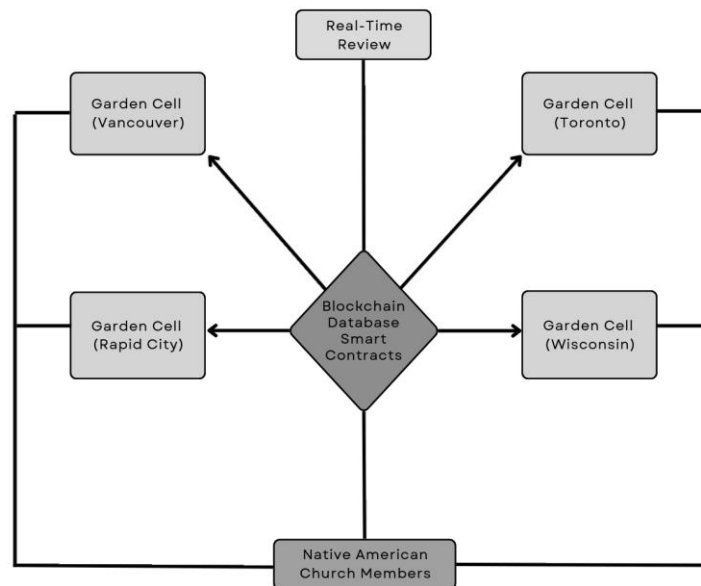 Real-Time
Review
Garden Cell
(Vancouver)
Garden Cell
(Toronto)
Blockchain
Database
Smart
Contracts
Garden Cell
(Rapid City)
Garden Cell
(Wisconsin)
Native American
Church Members